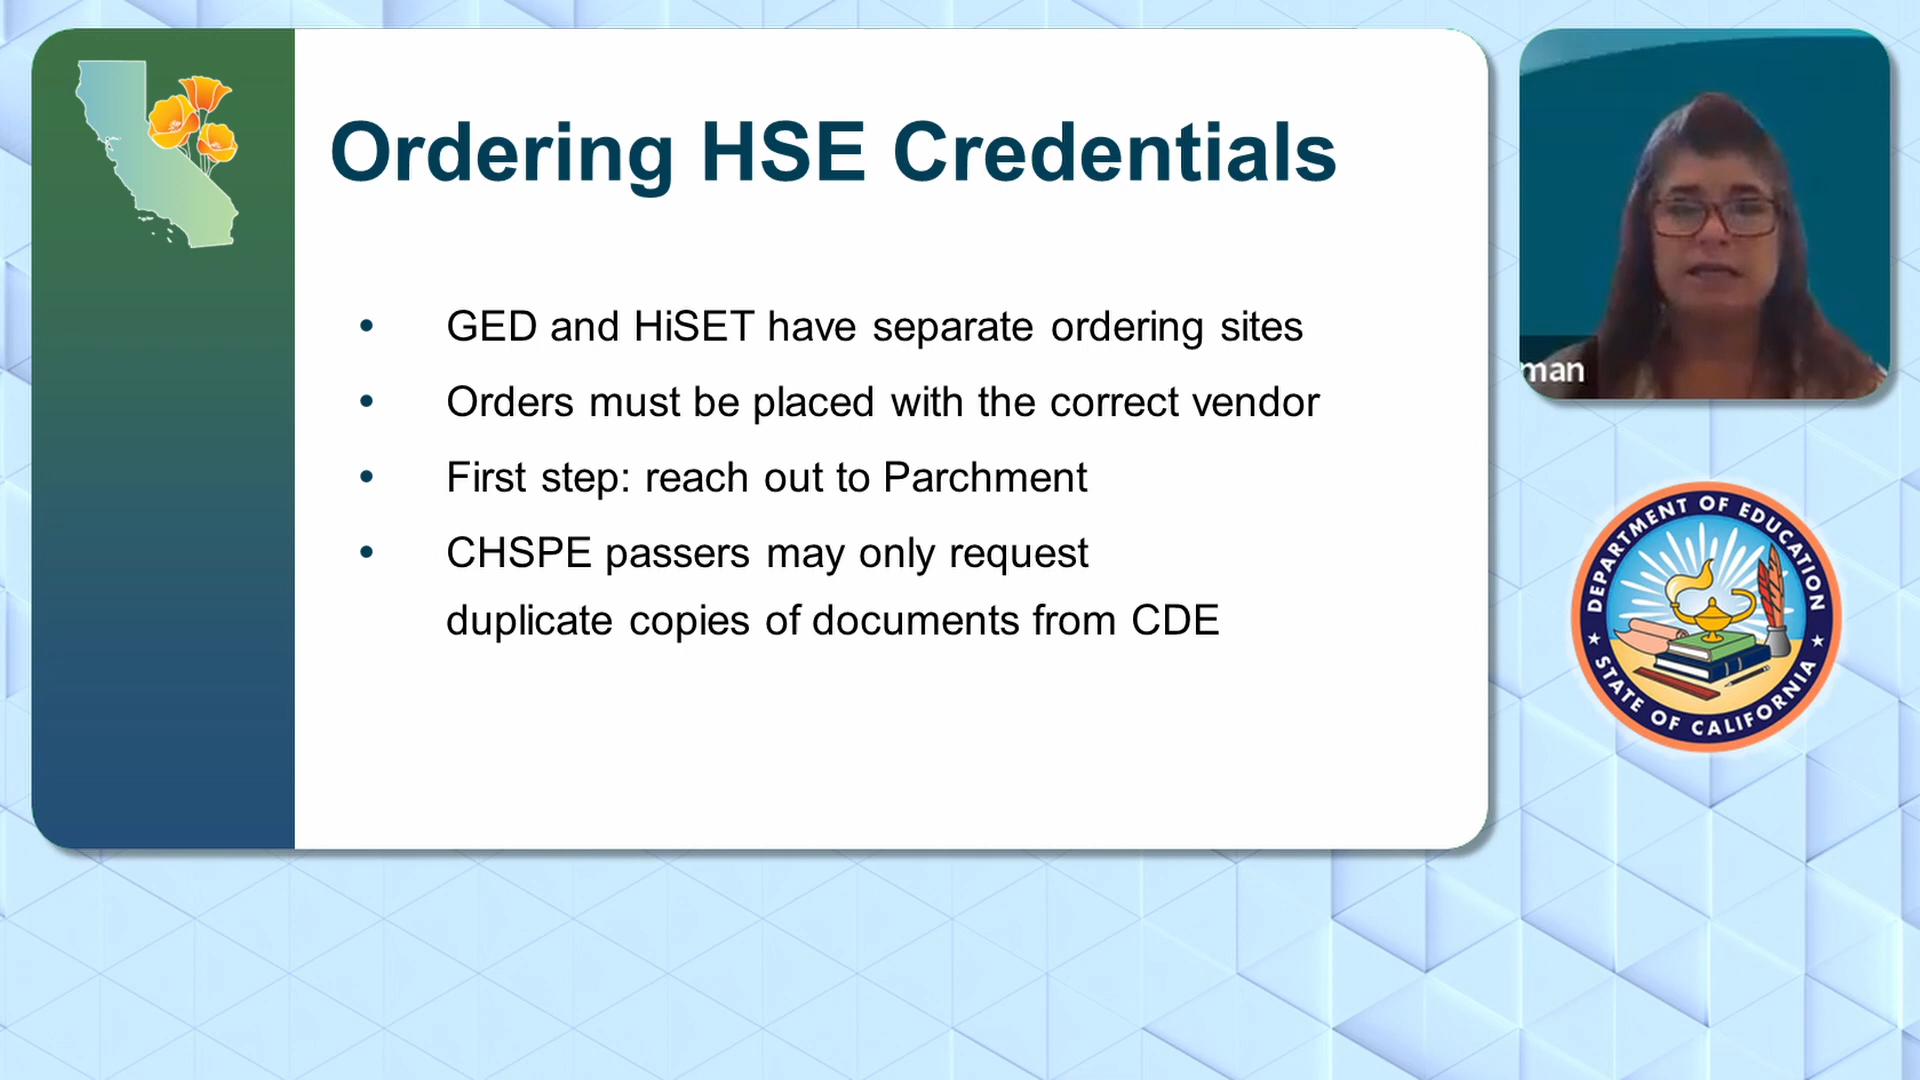 Ordering HSE Credentials
• GED and HiSET have separate ordering sites
• Orders must be placed with the correct vendor
• First step: reach out to Parchment
• CHSPE passers may only request
duplicate copies of documents from CDE
man
DEPARTMENT OF EDUCATION
STATE OF CALIFORNIA